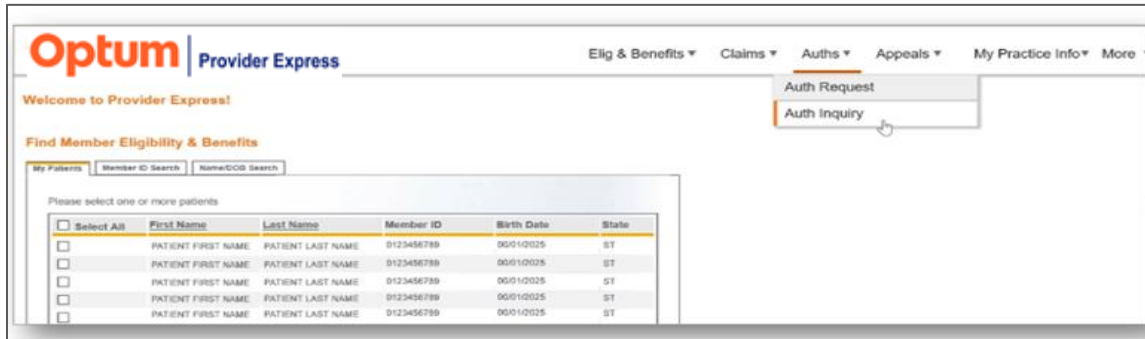 Optum Provider Express
Elig & Benefits Claims Auths Appeals My Practice Info More
Auth Request
Auth Inquiry
Welcome to Provider Express!
Find Member Eligibility & Benefits
My Patients Member ID Search Name/DOB Search
Please select one or more patients
Select All First Name Last Name Member ID Birth Date State
PATIENT FIRST NAME PATIENT LAST NAME 0123456789 00/01/2025 ST
PATIENT FIRST NAME PATIENT LAST NAME 0123456789 00/01/2025 ST
PATIENT FIRST NAME PATIENT LAST NAME 0123456789 00/01/2025 ST
PATIENT FIRST NAME PATIENT LAST NAME 0123456789 00/01/2025 ST
PATIENT FIRST NAME PATIENT LAST NAME 0123456789 00/01/2025 ST